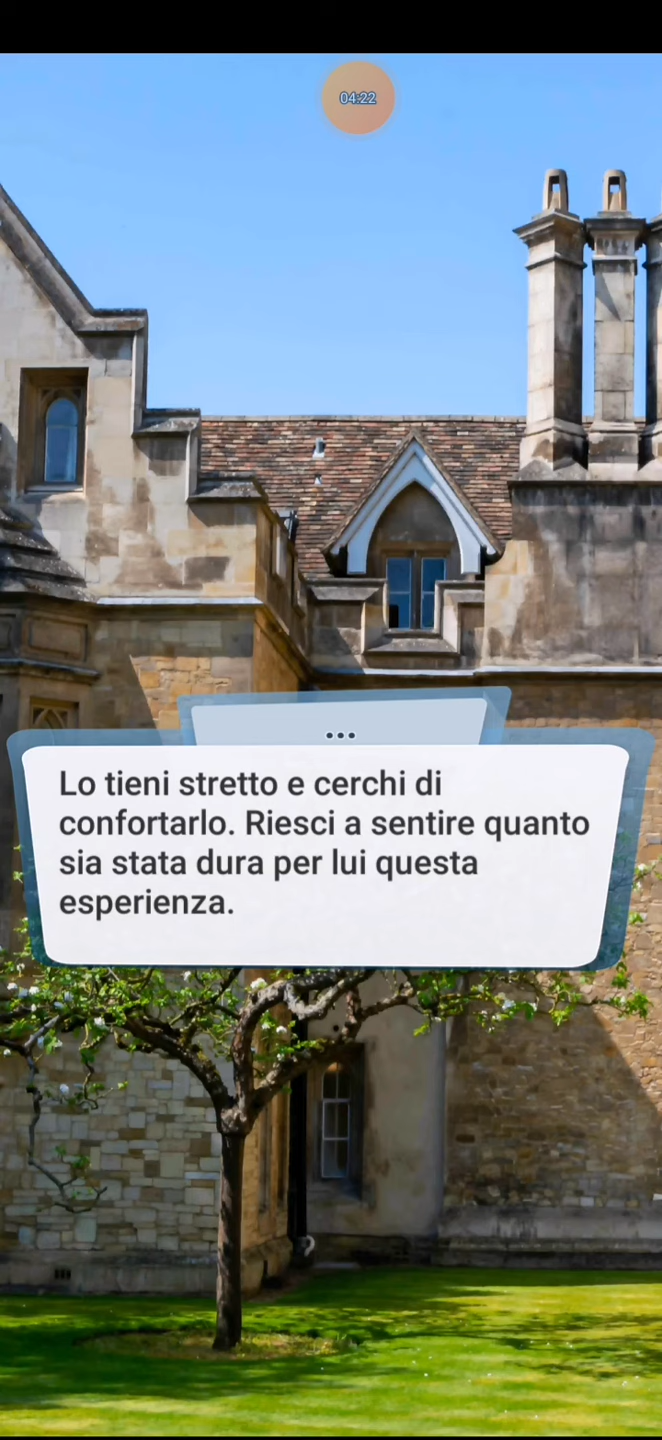 04:22
...
Lo tieni stretto e cerchi di
confortarlo. Riesci a sentire quanto
sia stata dura per lui questa
esperienza.